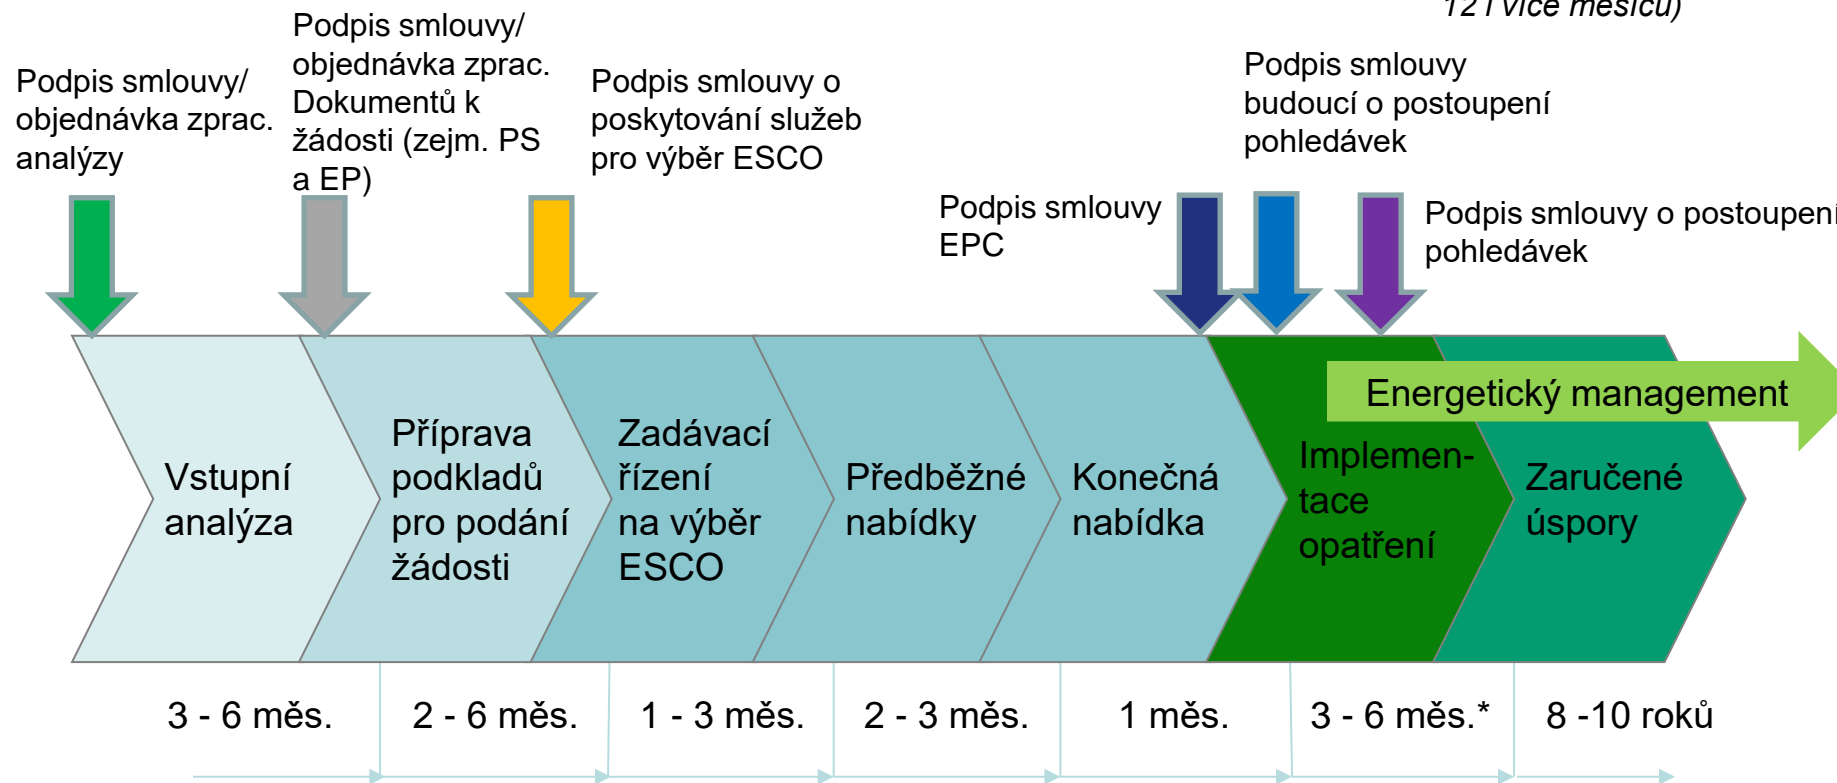 12 i více měsíců)
Podpis smlouvy/
objednávka zprac.
analýzy
Podpis smlouvy/
objednávka zprac.
Dokumentů k
žádosti (zejm. PS
a EP)
Podpis smlouvy o
poskytování služeb
pro výběr ESCO
Podpis smlouvy
EPC
Podpis smlouvy
budoucí o postoupení
pohledávek
Podpis smlouvy o postoupení
pohledávek
Energetický management
Vstupní
analýza
Příprava
podkladů
pro podání
žádosti
Zadávací
řízení
na výběr
ESCO
Předběžné
nabídky
Konečná
nabídka
Implemen-
tace
opatření
Zaručené
úspory
3 - 6 měs.
2 - 6 měs.
1 - 3 měs.
2 - 3 měs.
1 měs.
3 - 6 měs.*
8 -10 roků